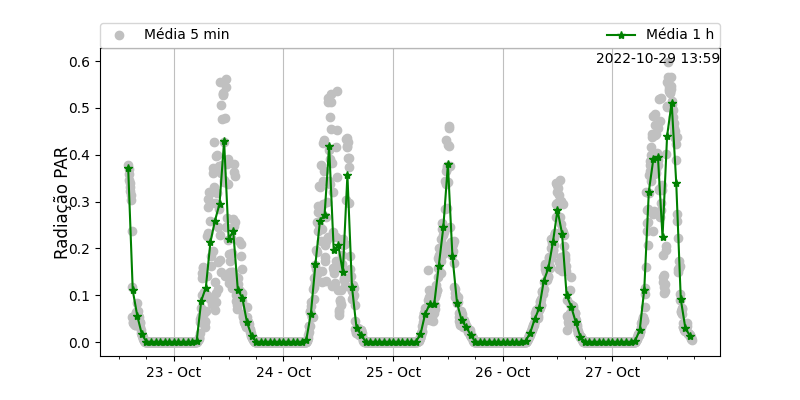 Média 5 min
Média 1 h
2022-10-29 13:59
Radiação PAR
0.6
0.5
0.4
0.3
0.2
0.1
0.0
23 - Oct
24 - Oct
25 - Oct
26 - Oct
27 - Oct